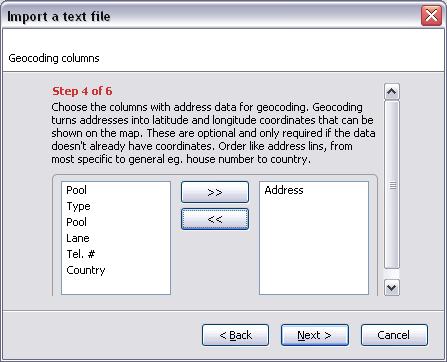 Import a text file
Geocoding columns
Step 4 of 6
Choose the columns with address data for geocoding. Geocoding
turns addresses into latitude and longitude coordinates that can be
shown on the map. These are optional and only required if the data
doesn't already have coordinates. Order like address lins, from
most specific to general eg. house number to country.
Pool
Type
Pool
Lane
Tel. #
Country
>>
<<
Address
< Back
Next >
Cancel